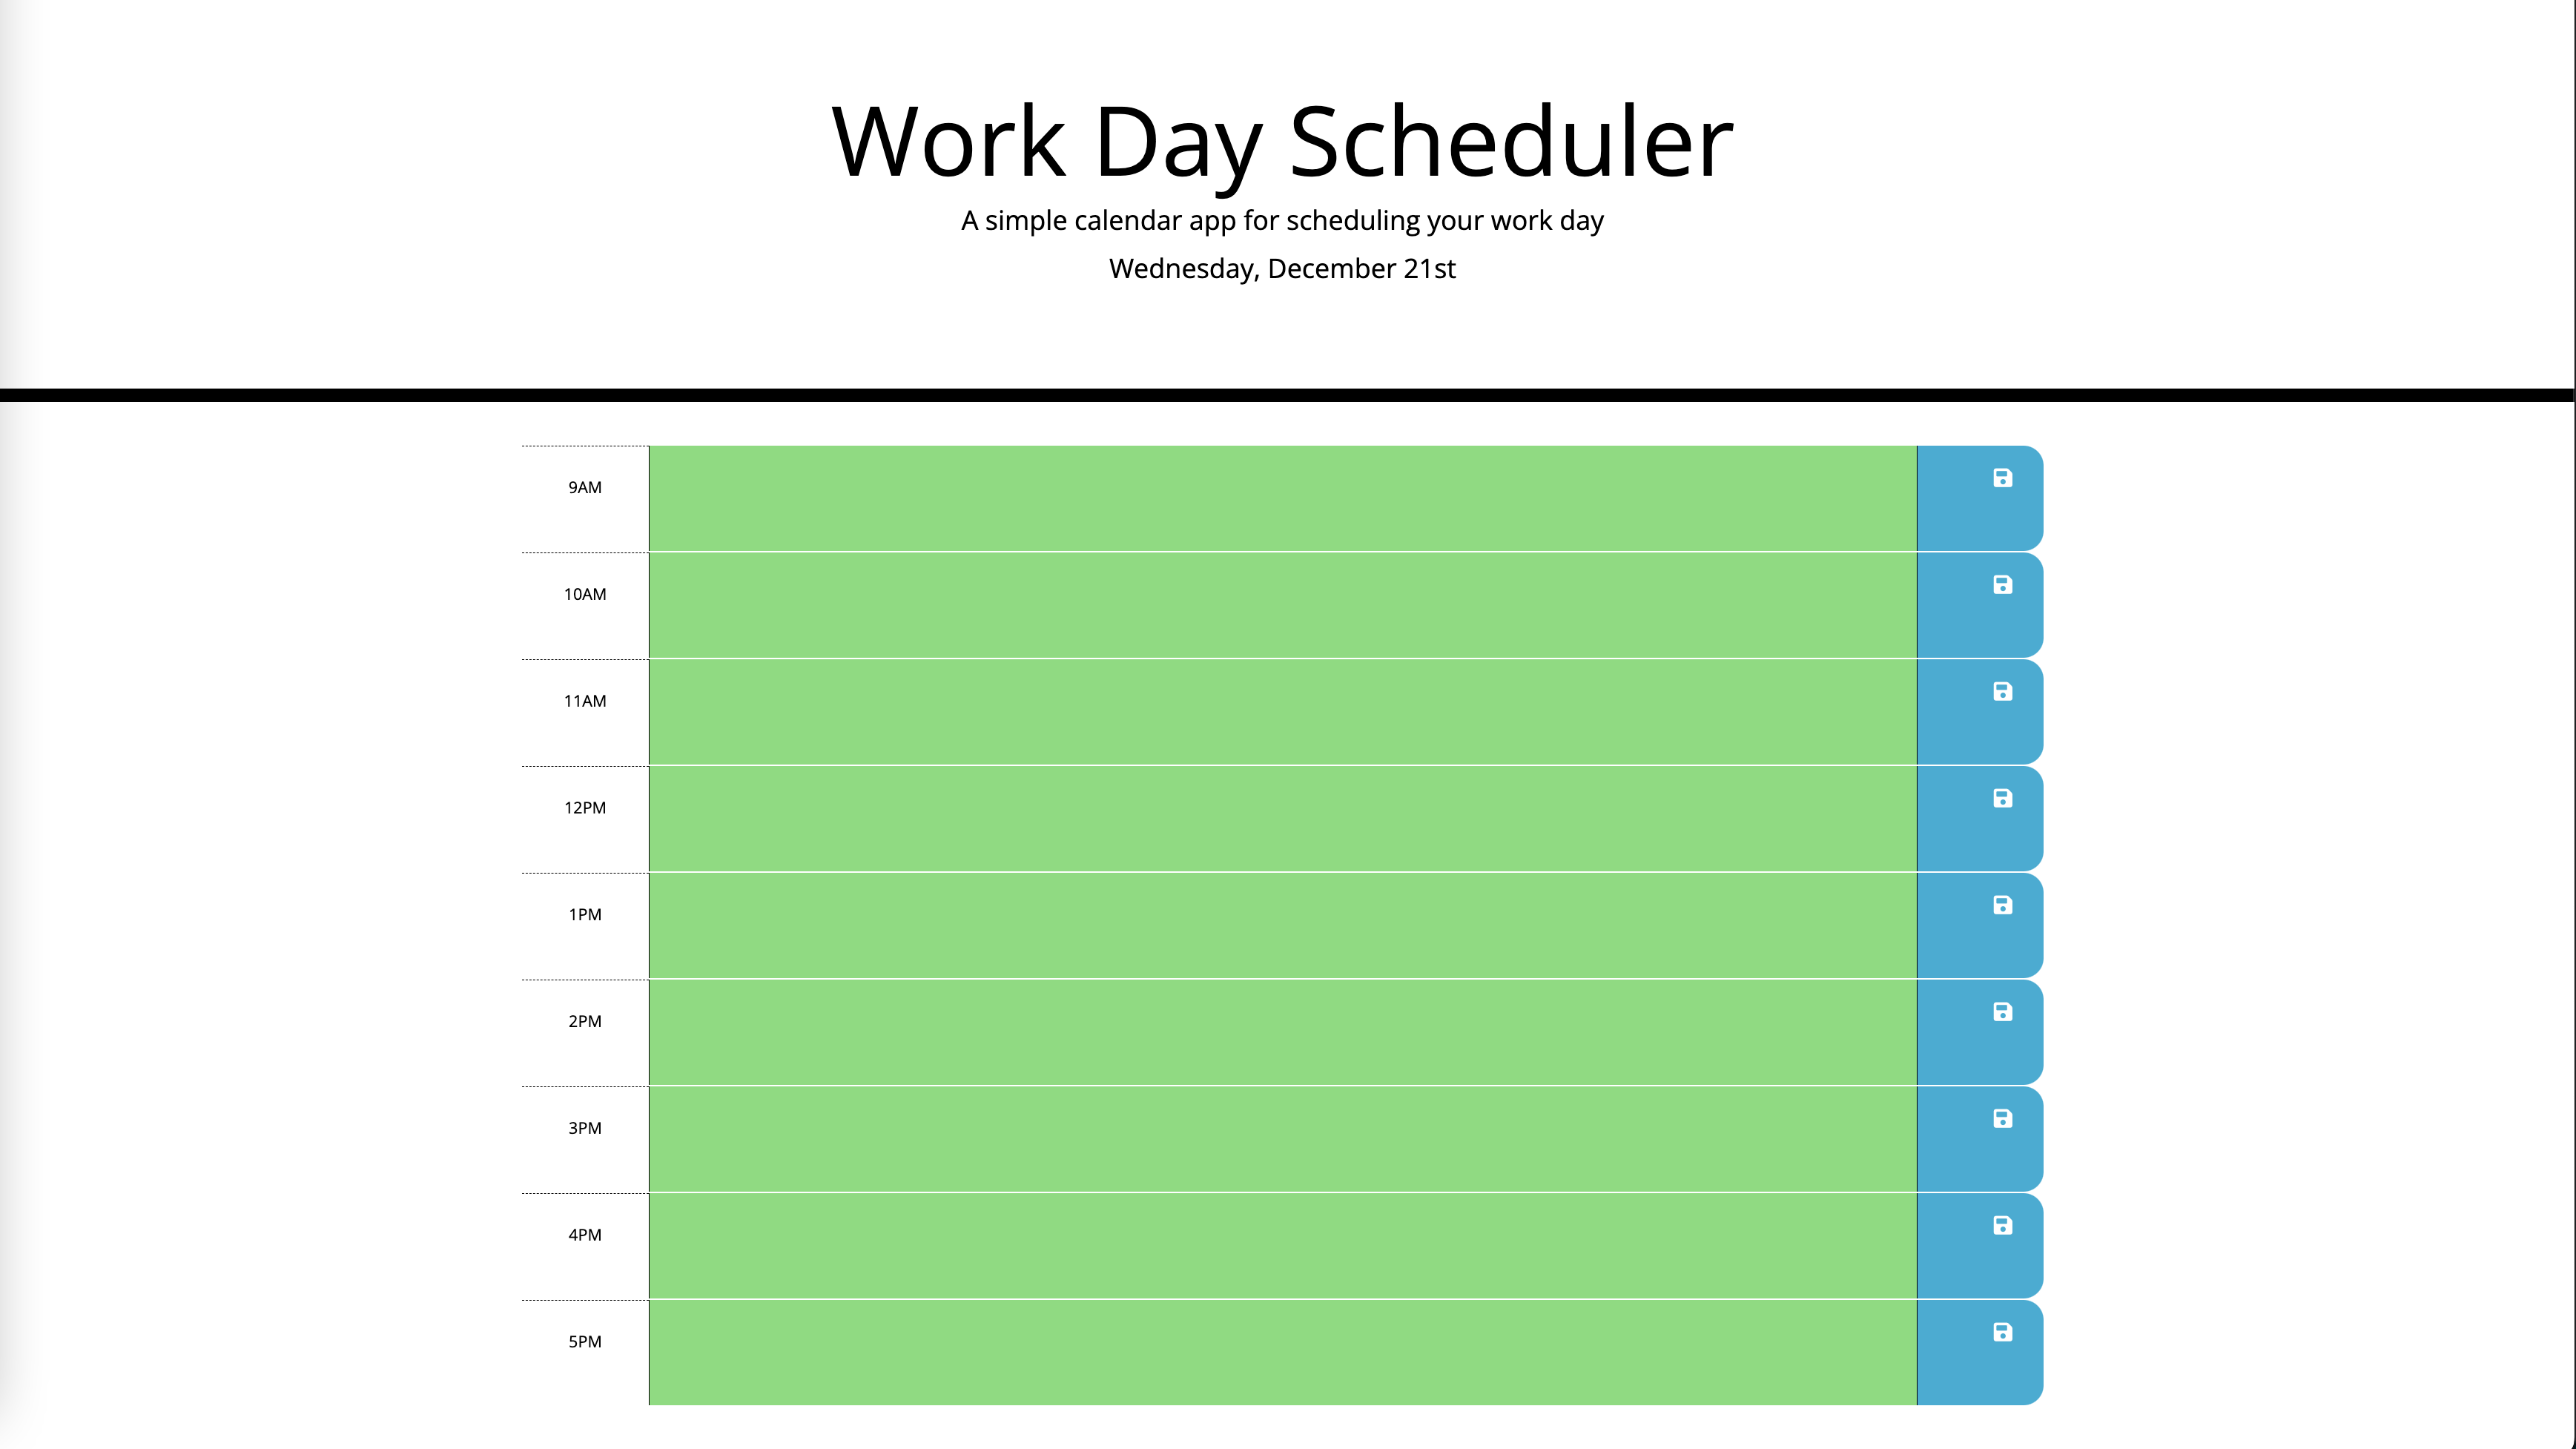 Work Day Scheduler
A simple calendar app for scheduling your work day
Wednesday, December 21st
9AM
10AM
11AM
12PM
1PM
2PM
3PM
4PM
5PM